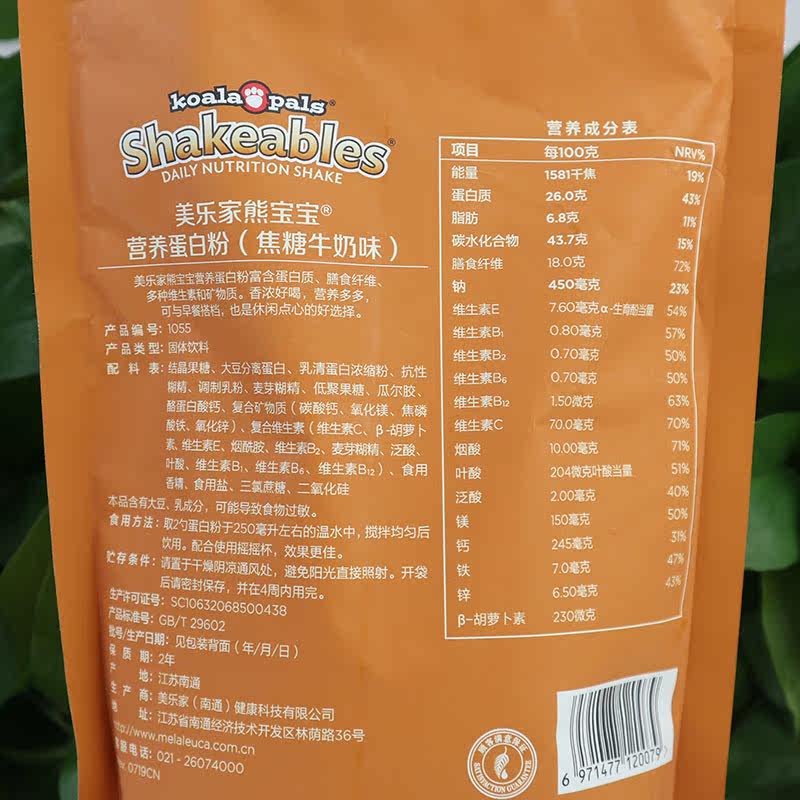 koala pals®
Shakeables®
DAILY NUTRITION SHAKE
美乐家熊宝宝®
营养蛋白粉（焦糖牛奶味）
美乐家熊宝宝营养蛋白粉富含蛋白质、膳食纤维、
多种维生素和矿物质。香浓好喝，营养多多，
可与早餐搭档，也是休闲点心的好选择。
产品编号：1055
产品类型：固体饮料
配 料 表：结晶果糖、大豆分离蛋白、乳清蛋白浓缩粉、抗性
糊精、调制乳粉、麦芽糊精、低聚果糖、瓜尔胶、
酪蛋白酸钙、复合矿物质（碳酸钙、氧化镁、焦磷
酸铁、氧化锌）、复合维生素（维生素C、β-胡萝卜
素、维生素E、烟酰胺、维生素B₂、麦芽糊精、泛酸、
叶酸、维生素B₁、维生素B₆、维生素B₁₂）、食用
香精、食用盐、三氯蔗糖、二氧化硅
本品含有大豆、乳成分，可能导致食物过敏。
食用方法：取2勺蛋白粉于250毫升左右的温水中，搅拌均匀后
饮用。配合使用摇摇杯，效果更佳。
贮存条件：请置于干燥阴凉通风处，避免阳光直接照射。开袋
后请密封保存，并在4周内用完。
生产许可证号：SC10632068500438
产品标准号：GB/T 29602
批号/生产日期：见包装背面（年/月/日）
保 质 期：2年
产 地：江苏南通
生 产 商：美乐家（南通）健康科技有限公司
地 址：江苏省南通经济技术开发区林荫路36号
http://www.melaleuca.com.cn
客服电话：021 - 26074000
Ver. 0719CN
营养成分表
项目 每100克 NRV%
能量 1581千焦 19%
蛋白质 26.0克 43%
脂肪 6.8克 11%
碳水化合物 43.7克 15%
膳食纤维 18.0克 72%
钠 450毫克 23%
维生素E 7.60毫克α-生育酚当量 54%
维生素B₁ 0.80毫克 57%
维生素B₂ 0.70毫克 50%
维生素B₆ 0.70毫克 50%
维生素B₁₂ 1.50微克 63%
维生素C 70.0毫克 70%
烟酸 10.00毫克 71%
叶酸 204微克叶酸当量 51%
泛酸 2.00毫克 40%
镁 150毫克 50%
钙 245毫克 31%
铁 7.0毫克 47%
锌 6.50毫克 43%
β-胡萝卜素 230微克
顾客满意保证
SATISFACTION GUARANTEE
6 971477 120079